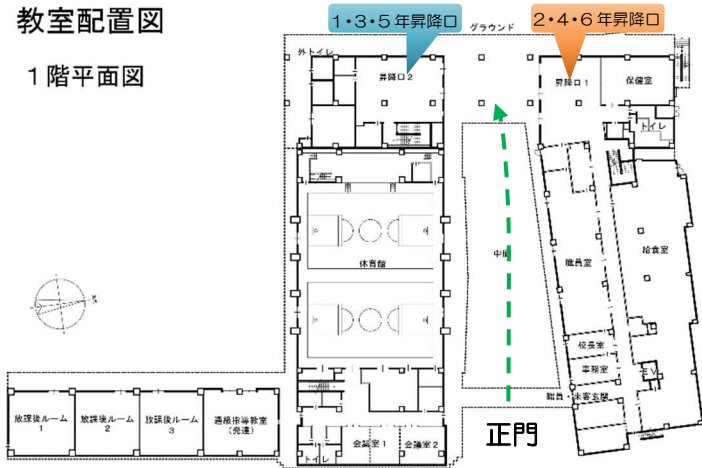 教室配置図
1階平面図
1・3・5年昇降口
グラウンド
2・4・6年昇降口
外トイレ
昇降口2
昇降口1
保健室
トイレ
体育館
職員室
給食室
校長室
事務室
EV
職員・来客玄関
放課後ルーム
1
放課後ルーム
2
放課後ルーム
3
通級指導教室
(発達)
会議室1
会議室2
トイレ
正門